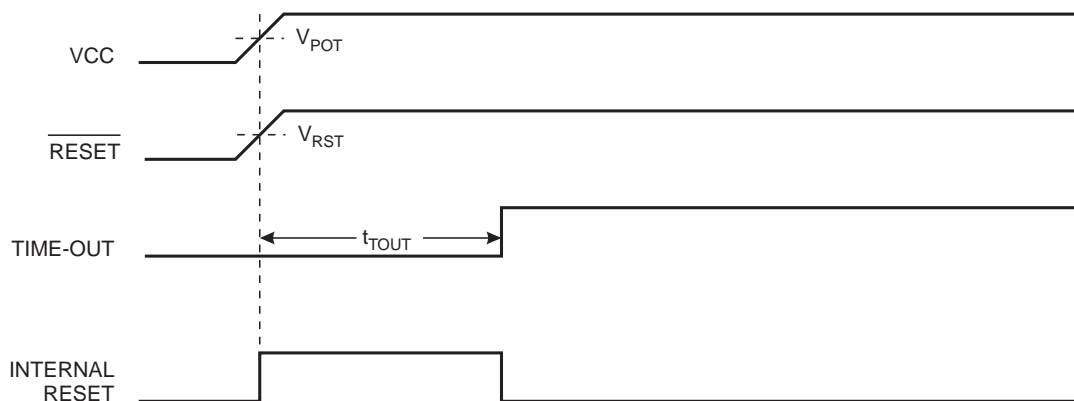 VCC
V_POT
RESET
V_RST
TIME-OUT
t_TOUT
INTERNAL
RESET